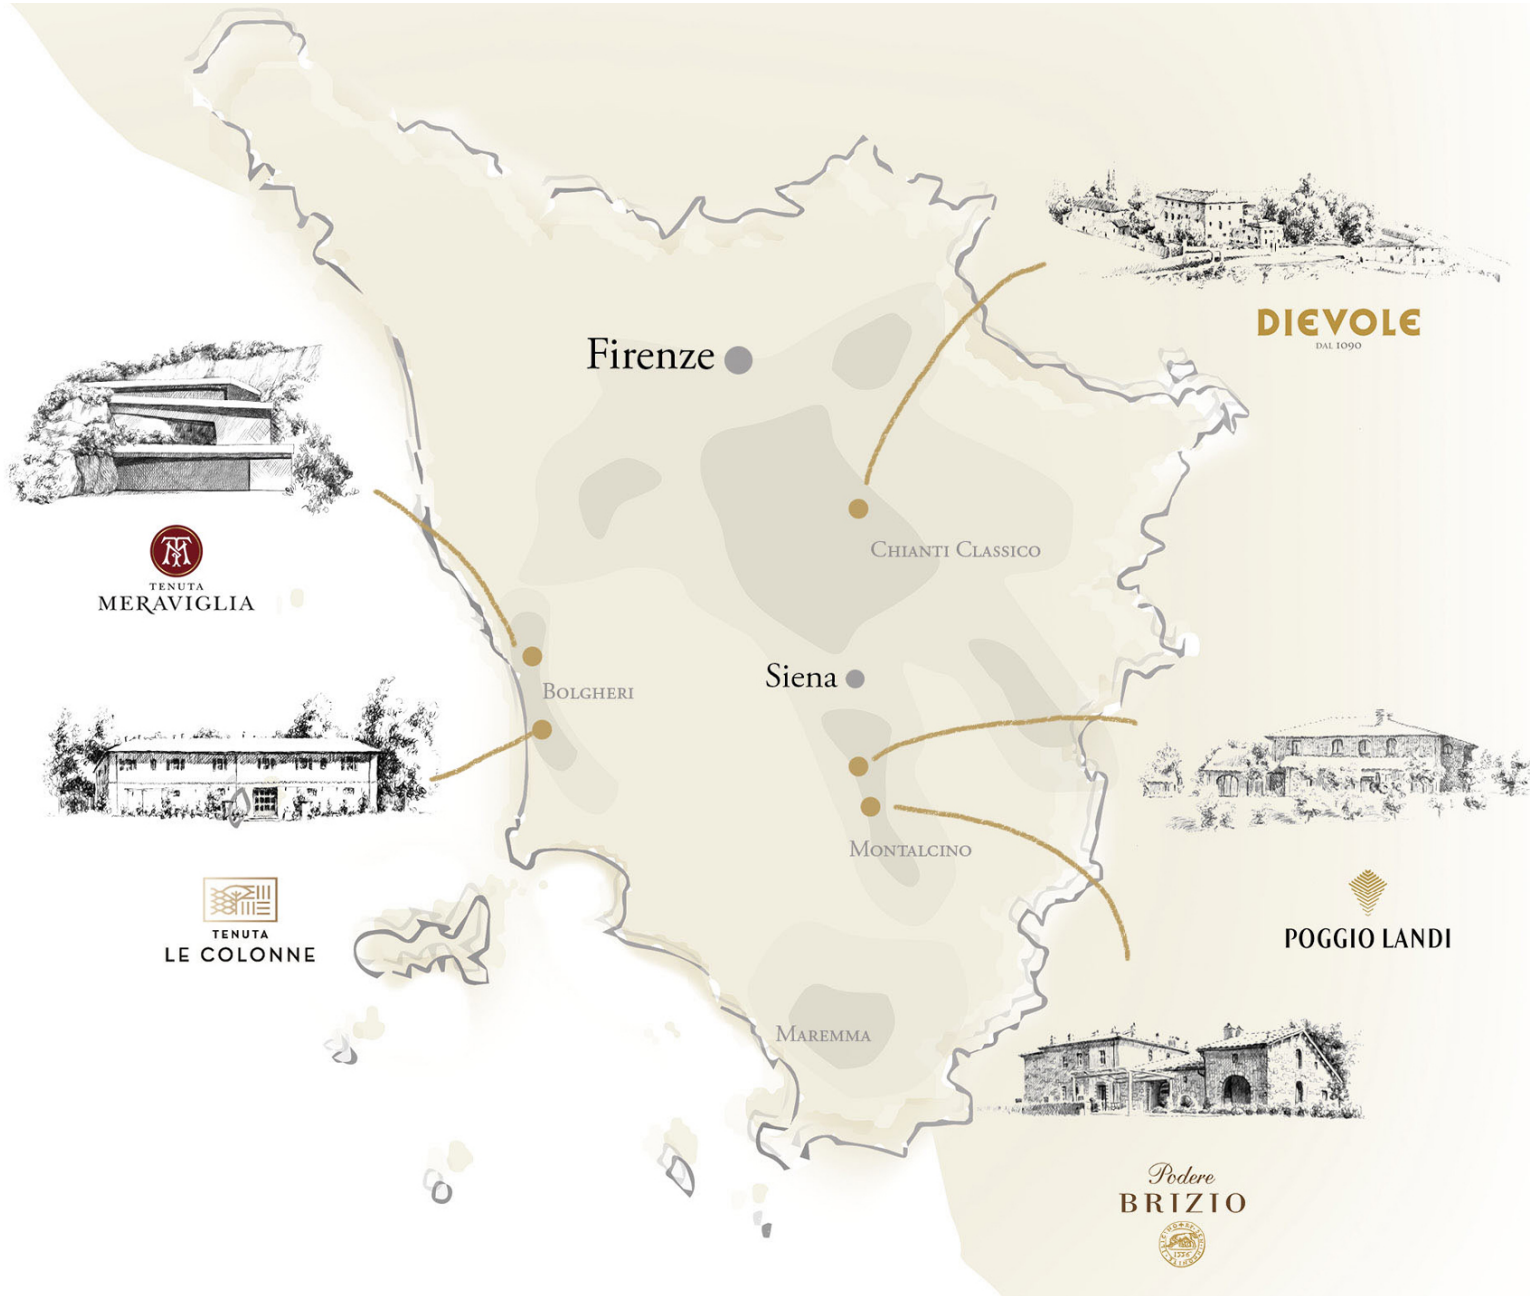 Firenze
DIEVOLE
DAL 1090
CHIANTI CLASSICO
TENUTA
MERAVIGLIA
Siena
BOLGHERI
MONTALCINO
TENUTA
LE COLONNE
POGGIO LANDI
MAREMMA
Podere
BRIZIO